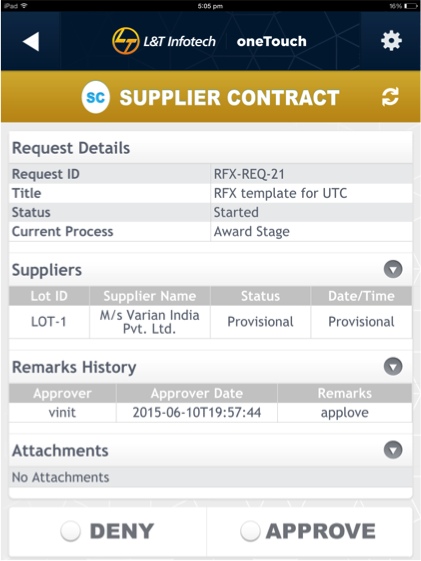 iPad 5:05 pm 16%
L&T Infotech oneTouch
SC SUPPLIER CONTRACT
Request Details
Request ID RFX-REQ-21
Title RFX template for UTC
Status Started
Current Process Award Stage
Suppliers
Lot ID Supplier Name Status Date/Time
LOT-1 M/s Varian India Pvt. Ltd. Provisional Provisional
Remarks History
Approver Approver Date Remarks
vinit 2015-06-10T19:57:44 applove
Attachments
No Attachments
DENY APPROVE